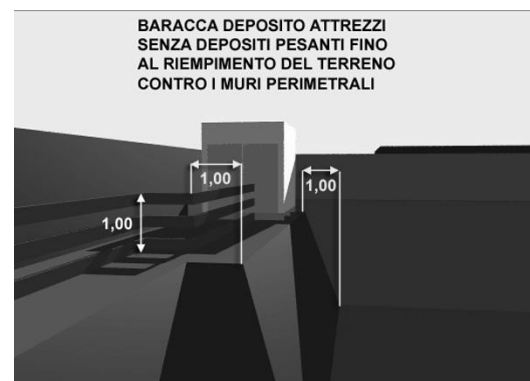 BARACCA DEPOSITO ATTREZZI
SENZA DEPOSITI PESANTI FINO
AL RIEMPIMENTO DEL TERRENO
CONTRO I MURI PERIMETRALI
1,00
1,00
1,00